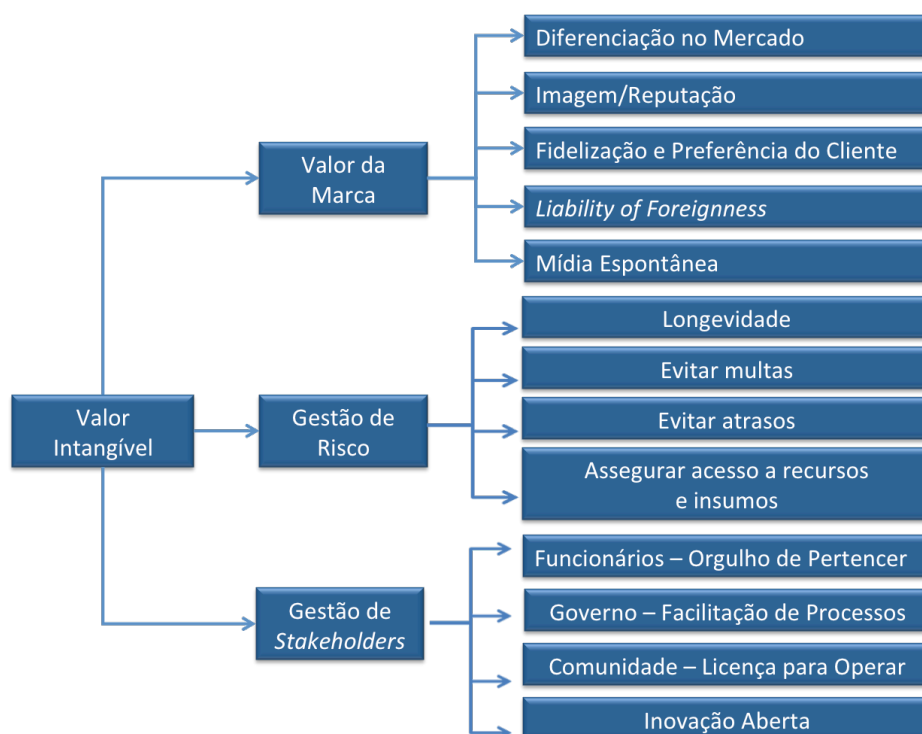 Diferenciação no Mercado
Imagem/Reputação
Fidelização e Preferência do Cliente
Valor da
Marca
Liability of Foreignness
Mídia Espontânea
Longevidade
Evitar multas
Valor
Intangível
Gestão de
Risco
Evitar atrasos
Assegurar acesso a recursos
e insumos
Funcionários – Orgulho de Pertencer
Gestão de
Stakeholders
Governo – Facilitação de Processos
Comunidade – Licença para Operar
Inovação Aberta